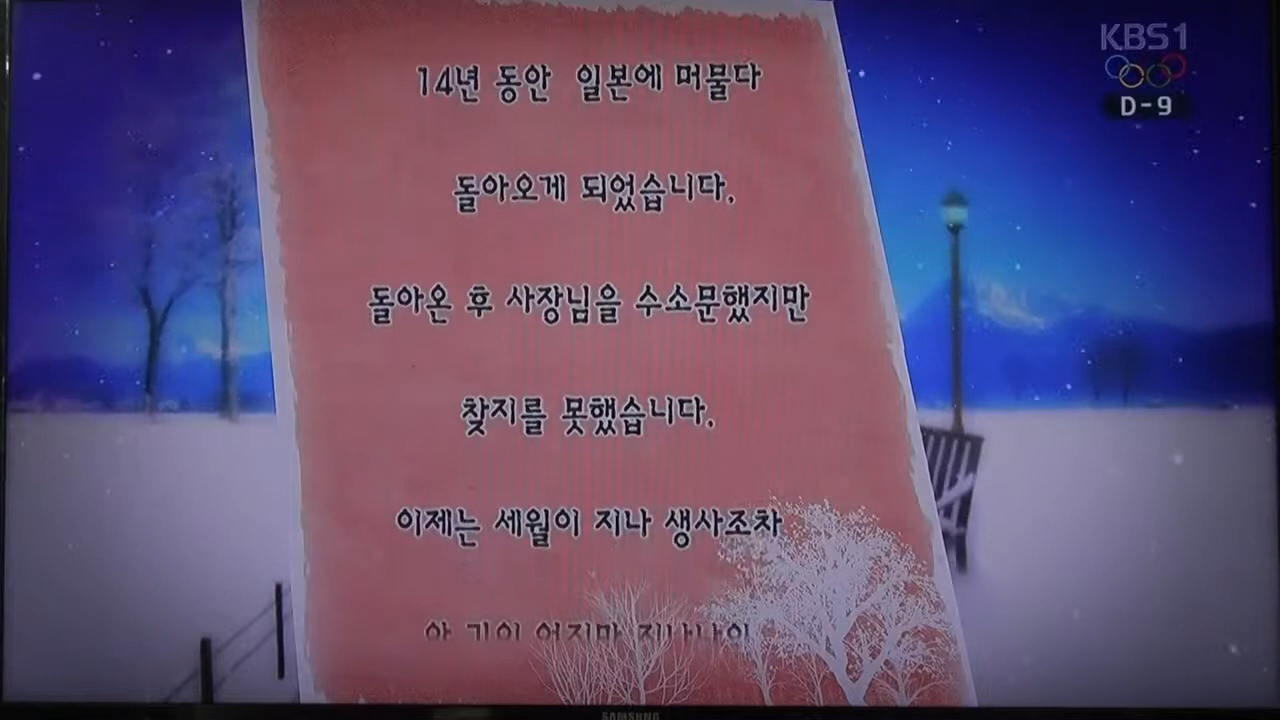 KBS1
D-9
14년 동안 일본에 머물다
돌아오게 되었습니다.
돌아온 후 사장님을 수소문했지만
찾지를 못했습니다.
이제는 세월이 지나 생사조차
SAMSUNG